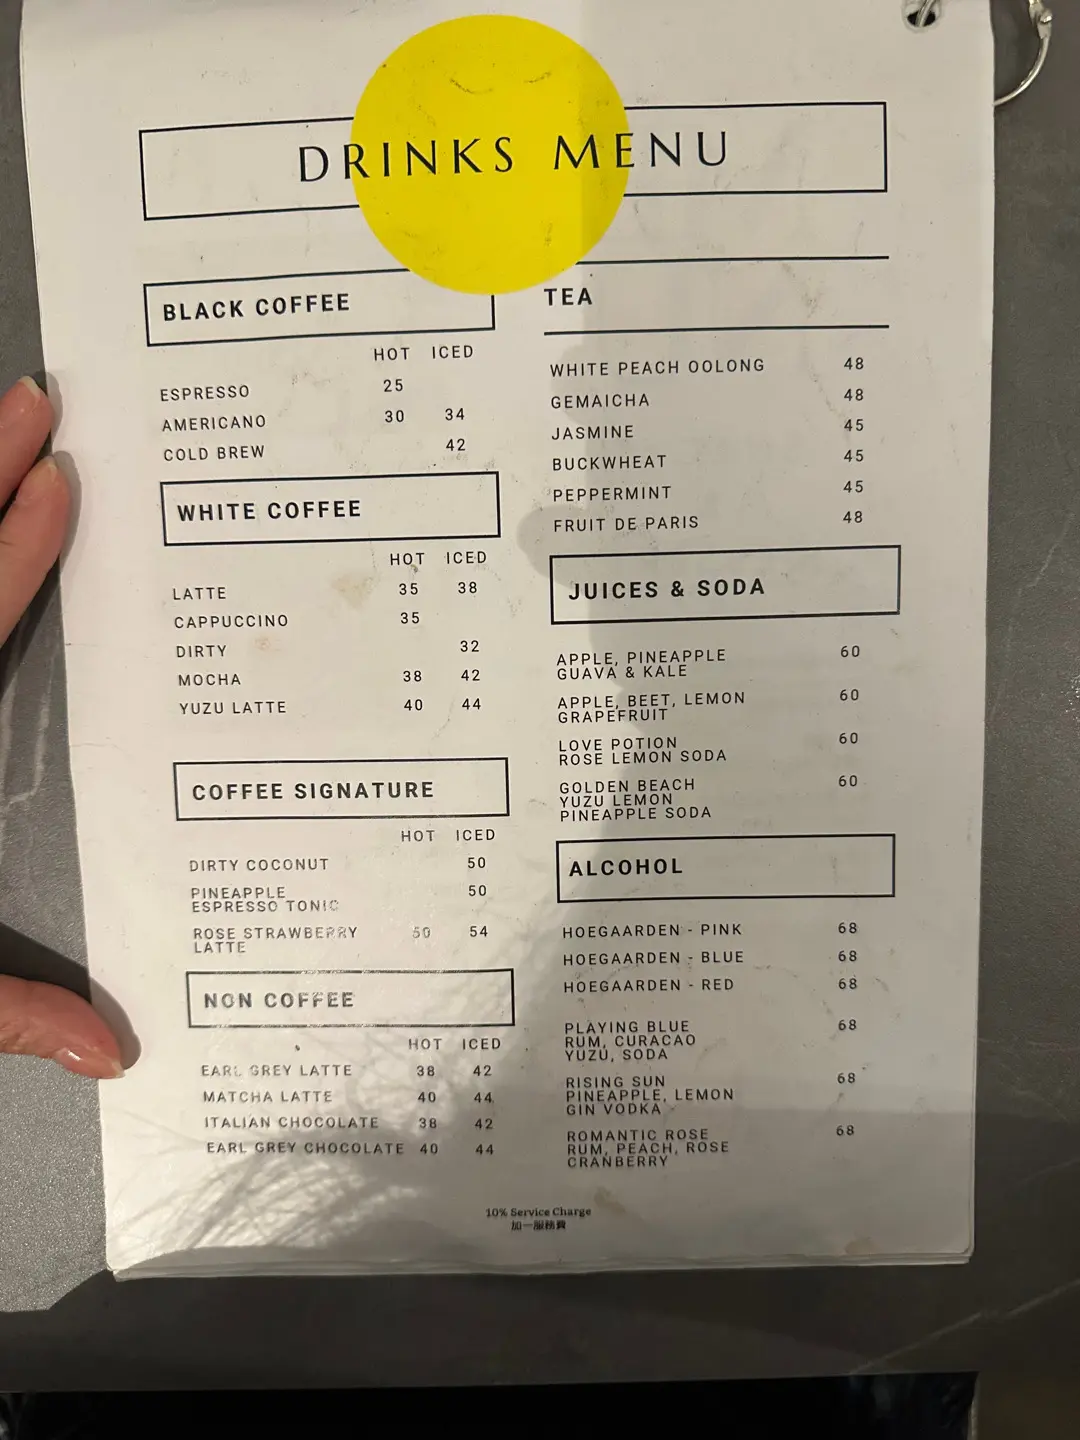 DRINKS MENU
BLACK COFFEE
HOT ICED
ESPRESSO 25
AMERICANO 30 34
COLD BREW 42
WHITE COFFEE
HOT ICED
LATTE 35 38
CAPPUCCINO 35
DIRTY 32
MOCHA 38 42
YUZU LATTE 40 44
COFFEE SIGNATURE
HOT ICED
DIRTY COCONUT 50
PINEAPPLE 50
ESPRESSO TONIC
ROSE STRAWBERRY 50 54
LATTE
NON COFFEE
HOT ICED
EARL GREY LATTE 38 42
MATCHA LATTE 40 44
ITALIAN CHOCOLATE 38 42
EARL GREY CHOCOLATE 40 44
TEA
WHITE PEACH OOLONG 48
GEMAICHA 48
JASMINE 45
BUCKWHEAT 45
PEPPERMINT 45
FRUIT DE PARIS 48
JUICES & SODA
APPLE, PINEAPPLE 60
GUAVA & KALE
APPLE, BEET, LEMON 60
GRAPEFRUIT
LOVE POTION 60
ROSE LEMON SODA
GOLDEN BEACH 60
YUZU LEMON
PINEAPPLE SODA
ALCOHOL
HOEGAARDEN - PINK 68
HOEGAARDEN - BLUE 68
HOEGAARDEN - RED 68
PLAYING BLUE 68
RUM, CURACAO
YUZU, SODA
RISING SUN 68
PINEAPPLE, LEMON
GIN VODKA
ROMANTIC ROSE 68
RUM, PEACH, ROSE
CRANBERRY
10% Service Charge
加一服務費